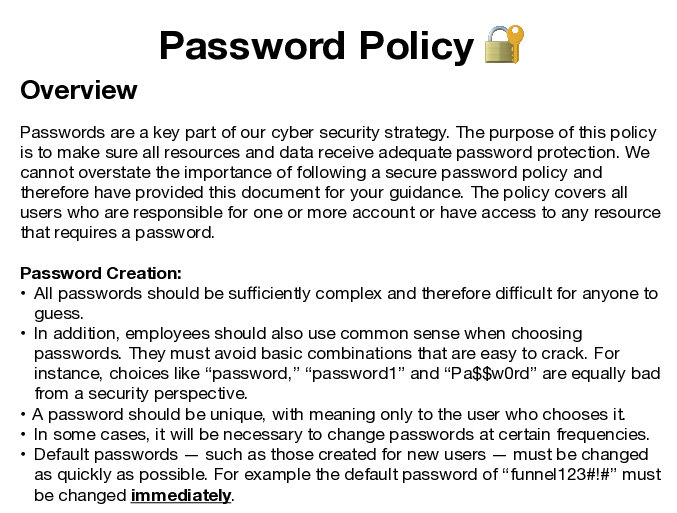 Password Policy 🔐
Overview
Passwords are a key part of our cyber security strategy. The purpose of this policy
is to make sure all resources and data receive adequate password protection. We
cannot overstate the importance of following a secure password policy and
therefore have provided this document for your guidance. The policy covers all
users who are responsible for one or more account or have access to any resource
that requires a password.
Password Creation:
• All passwords should be sufficiently complex and therefore difficult for anyone to
guess.
• In addition, employees should also use common sense when choosing
passwords. They must avoid basic combinations that are easy to crack. For
instance, choices like “password,” “password1” and “Pa$$w0rd” are equally bad
from a security perspective.
• A password should be unique, with meaning only to the user who chooses it.
• In some cases, it will be necessary to change passwords at certain frequencies.
• Default passwords — such as those created for new users — must be changed
as quickly as possible. For example the default password of “funnel123#!#” must
be changed immediately.